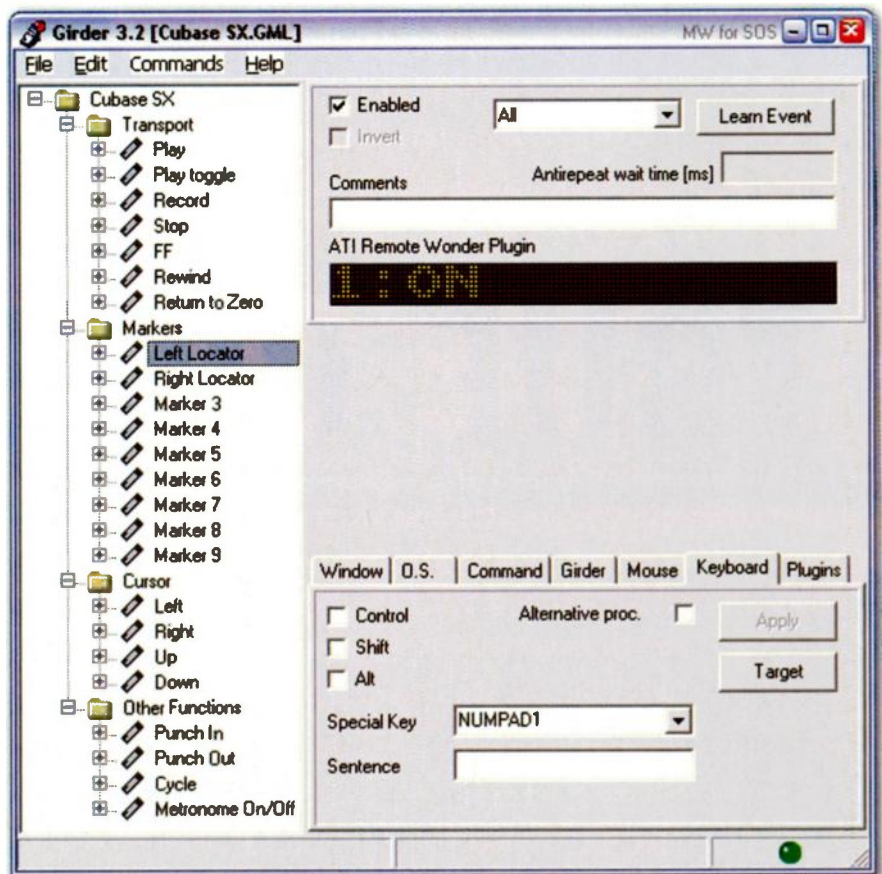 Girder 3.2 [Cubase SX.GML]
MW for SOS
File Edit Commands Help
Cubase SX
Transport
Play
Play toggle
Record
Stop
FF
Rewind
Return to Zero
Markers
Left Locator
Right Locator
Marker 3
Marker 4
Marker 5
Marker 6
Marker 7
Marker 8
Marker 9
Cursor
Left
Right
Up
Down
Other Functions
Punch In
Punch Out
Cycle
Metronome On/Off
Enabled
All
Learn Event
Invert
Antirepeat wait time [ms]
Comments
ATI Remote Wonder Plugin
1 : ON
Window O.S. Command Girder Mouse Keyboard Plugins
Control
Alternative proc.
Apply
Shift
Alt
Target
Special Key NUMPAD1
Sentence